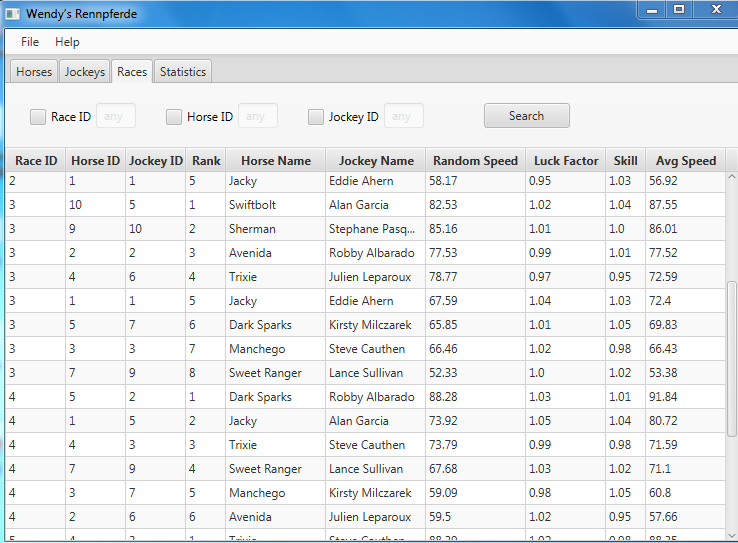 Wendy's Rennpferde
File Help
Horses Jockeys Races Statistics
Race ID any Horse ID any Jockey ID any Search
Race ID Horse ID Jockey ID Rank Horse Name Jockey Name Random Speed Luck Factor Skill Avg Speed
2 1 1 5 Jacky Eddie Ahern 58.17 0.95 1.03 56.92
3 10 5 1 Swiftbolt Alan Garcia 82.53 1.02 1.04 87.55
3 9 10 2 Sherman Stephane Pasq... 85.16 1.01 1.0 86.01
3 2 2 3 Avenida Robby Albarado 77.53 0.99 1.01 77.52
3 4 6 4 Trixie Julien Leparoux 78.77 0.97 0.95 72.59
3 1 1 5 Jacky Eddie Ahern 67.59 1.04 1.03 72.4
3 5 7 6 Dark Sparks Kirsty Milczarek 65.85 1.01 1.05 69.83
3 3 3 7 Manchego Steve Cauthen 66.46 1.02 0.98 66.43
3 7 9 8 Sweet Ranger Lance Sullivan 52.33 1.0 1.02 53.38
4 5 2 1 Dark Sparks Robby Albarado 88.28 1.03 1.01 91.84
4 1 5 2 Jacky Alan Garcia 73.92 1.05 1.04 80.72
4 4 3 3 Trixie Steve Cauthen 73.79 0.99 0.98 71.59
4 7 9 4 Sweet Ranger Lance Sullivan 67.68 1.03 1.02 71.1
4 3 7 5 Manchego Kirsty Milczarek 59.09 0.98 1.05 60.8
4 2 6 6 Avenida Julien Leparoux 59.5 1.02 0.95 57.66
5 4 3 1 Trixie Steve Cauthen